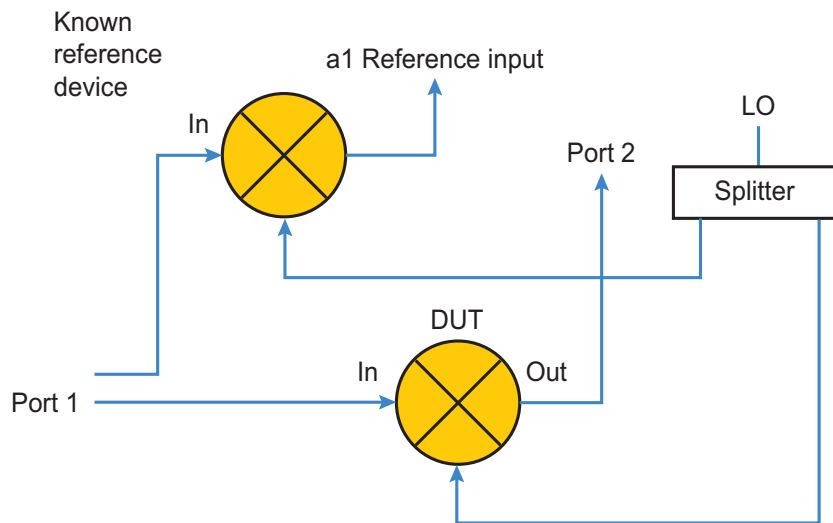 Known
reference
device
a1 Reference input
In
LO
Port 2
Splitter
DUT
In
Out
Port 1